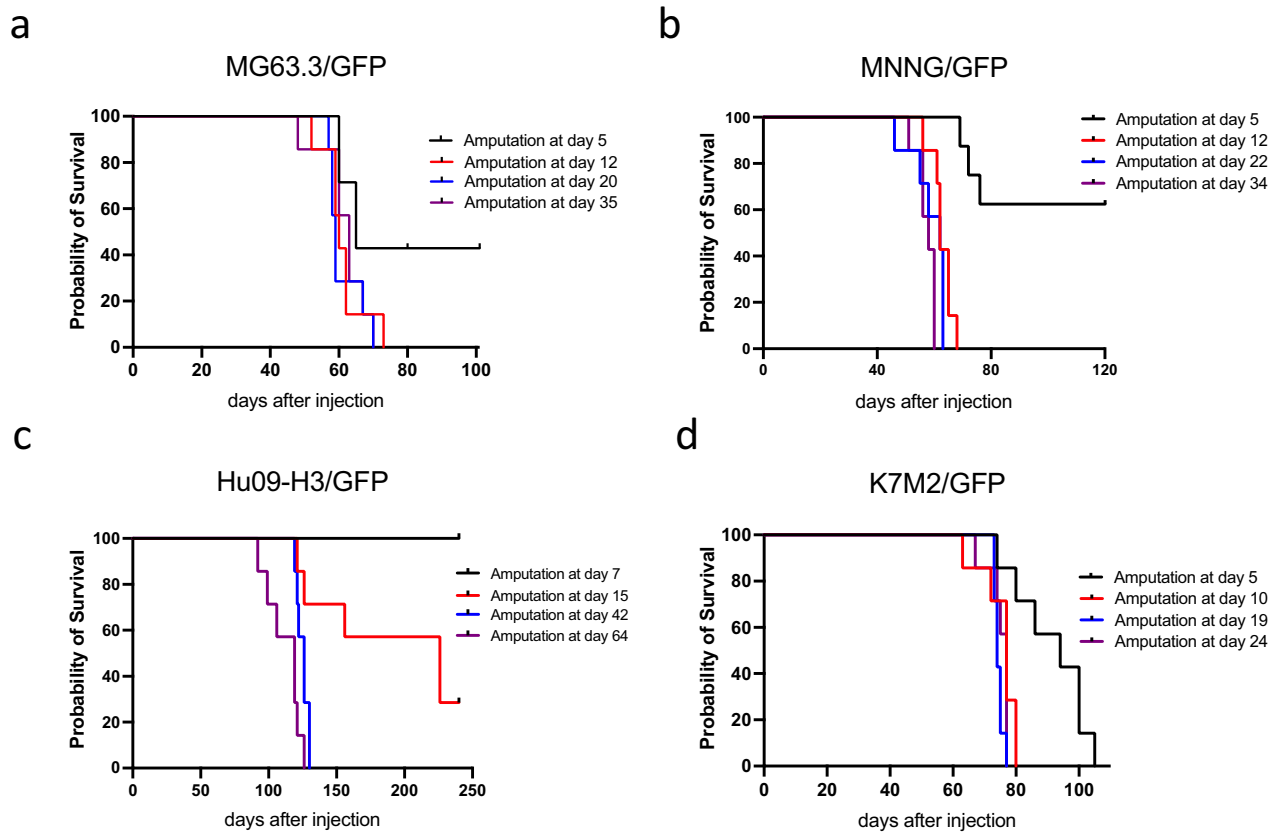 a
MG63.3/GFP
Probability of Survival
100
80
60
40
20
0
0 20 40 60 80 100
days after injection
Amputation at day 5
Amputation at day 12
Amputation at day 20
Amputation at day 35
b
MNNG/GFP
Probability of Survival
100
80
60
40
20
0
0 40 80 120
days after injection
Amputation at day 5
Amputation at day 12
Amputation at day 22
Amputation at day 34
c
Hu09-H3/GFP
Probability of Survival
100
80
60
40
20
0
0 50 100 150 200 250
days after injection
Amputation at day 7
Amputation at day 15
Amputation at day 42
Amputation at day 64
d
K7M2/GFP
Probability of Survival
100
80
60
40
20
0
0 20 40 60 80 100
days after injection
Amputation at day 5
Amputation at day 10
Amputation at day 19
Amputation at day 24